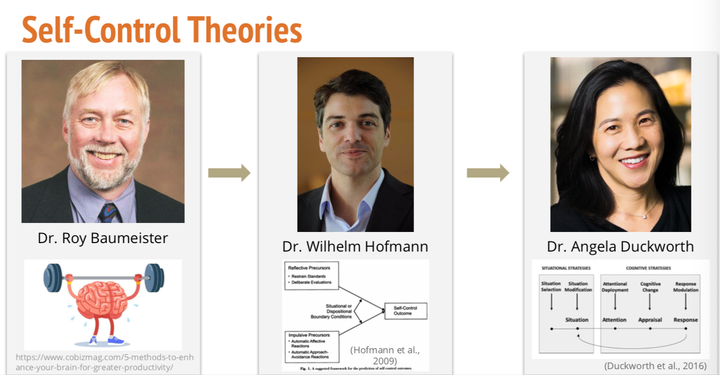 Self-Control Theories
Dr. Roy Baumeister
https://www.cobizmag.com/5-methods-to-enh
ance-your-brain-for-greater-productivity/
Dr. Wilhelm Hofmann
Reflective Precursors
• Restrain Standards
• Deliberate Evaluations
Situational or
Dispositional
Boundary Conditions
Self-Control
Outcome
Impulsive Precursors
• Automatic Affective
Reactions
• Automatic Approach-
Avoidance Reactions
(Hofmann et al.,
2009)
Fig. 1. A suggested framework for the prediction of self-control outcomes.
Dr. Angela Duckworth
SITUATIONAL STRATEGIES
COGNITIVE STRATEGIES
Situation
Selection
Situation
Modification
Attentional
Deployment
Cognitive
Change
Response
Modulation
Situation
Attention
Appraisal
Response
(Duckworth et al., 2016)